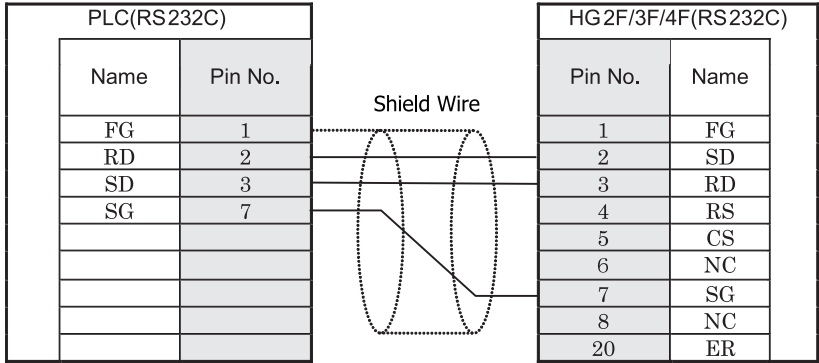 PLC(RS232C) HG2F/3F/4F(RS232C)
Name Pin No. Pin No. Name
Shield Wire
FG 1 1 FG
RD 2 2 SD
SD 3 3 RD
SG 7 4 RS
5 CS
6 NC
7 SG
8 NC
20 ER